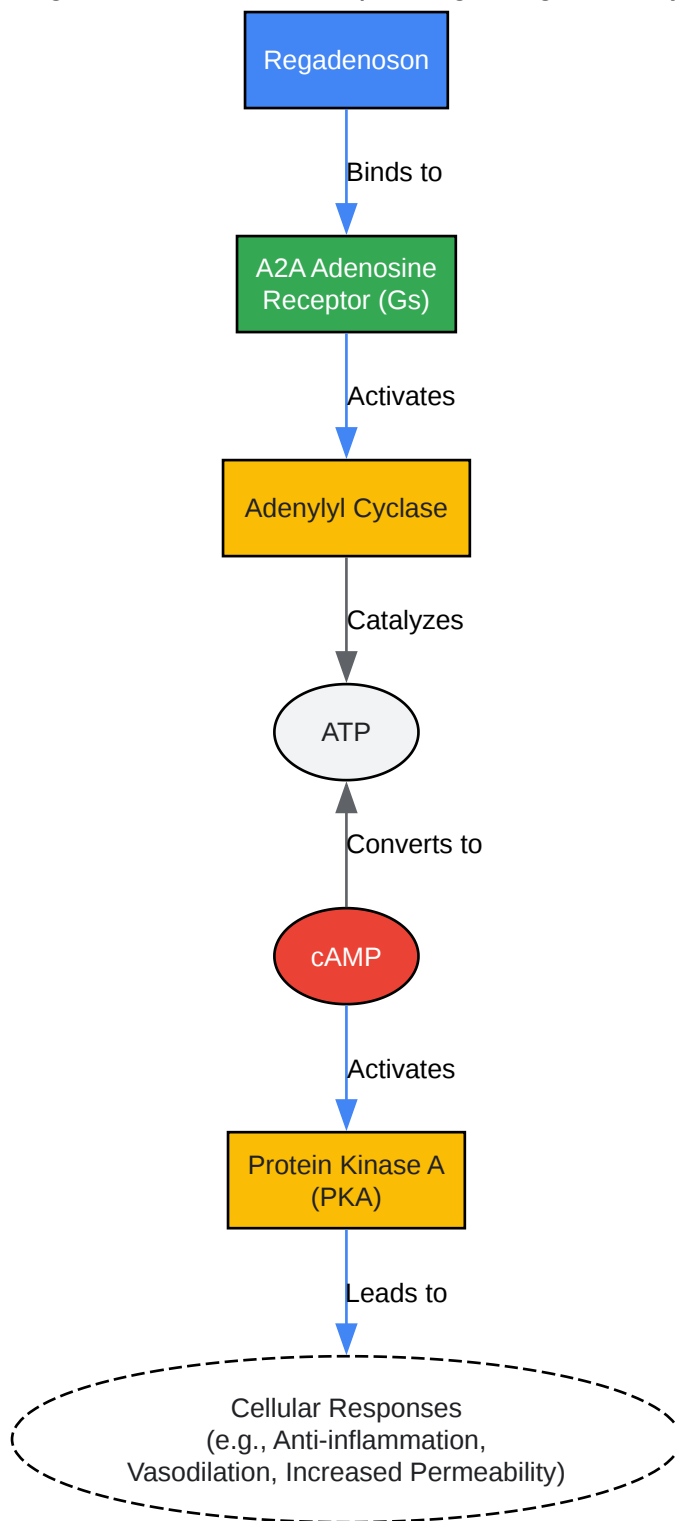 Regadenoson
Binds to
A2A Adenosine
Receptor (Gs)
Activates
Adenylyl Cyclase
Catalyzes
ATP
Converts to
cAMP
Activates
Protein Kinase A
(PKA)
Leads to
Cellular Responses
(e.g., Anti-inflammation,
Vasodilation, Increased Permeability)